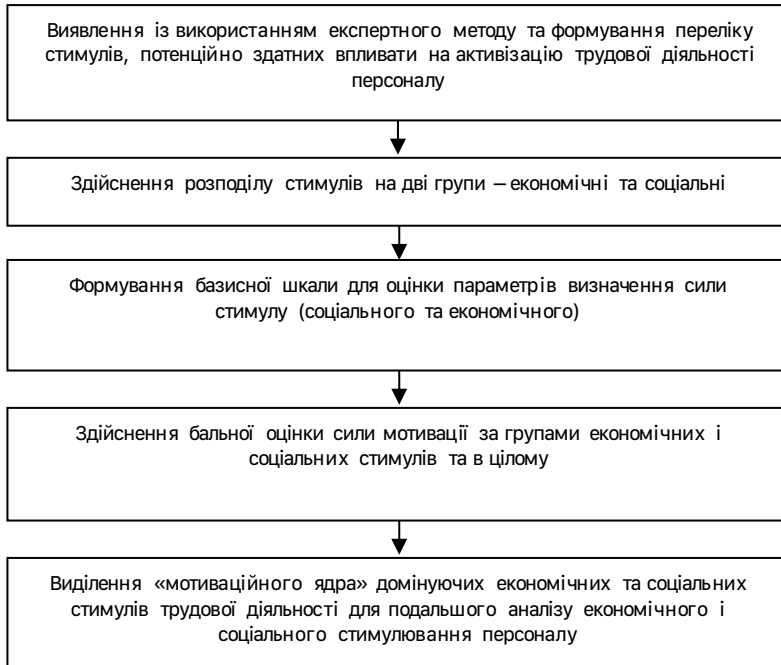 Виявлення із використанням експертного методу та формування переліку
стимулів, потенційно здатних впливати на активізацію трудової діяльності
персоналу
Здійснення розподілу стимулів на дві групи – економічні та соціальні
Формування базисної шкали для оцінки параметрів визначення сили
стимулу (соціального та економічного)
Здійснення бальної оцінки сили мотивації за групами економічних і
соціальних стимулів та в цілому
Виділення «мотиваційного ядра» домінуючих економічних та соціальних
стимулів трудової діяльності для подальшого аналізу економічного і
соціального стимулювання персоналу